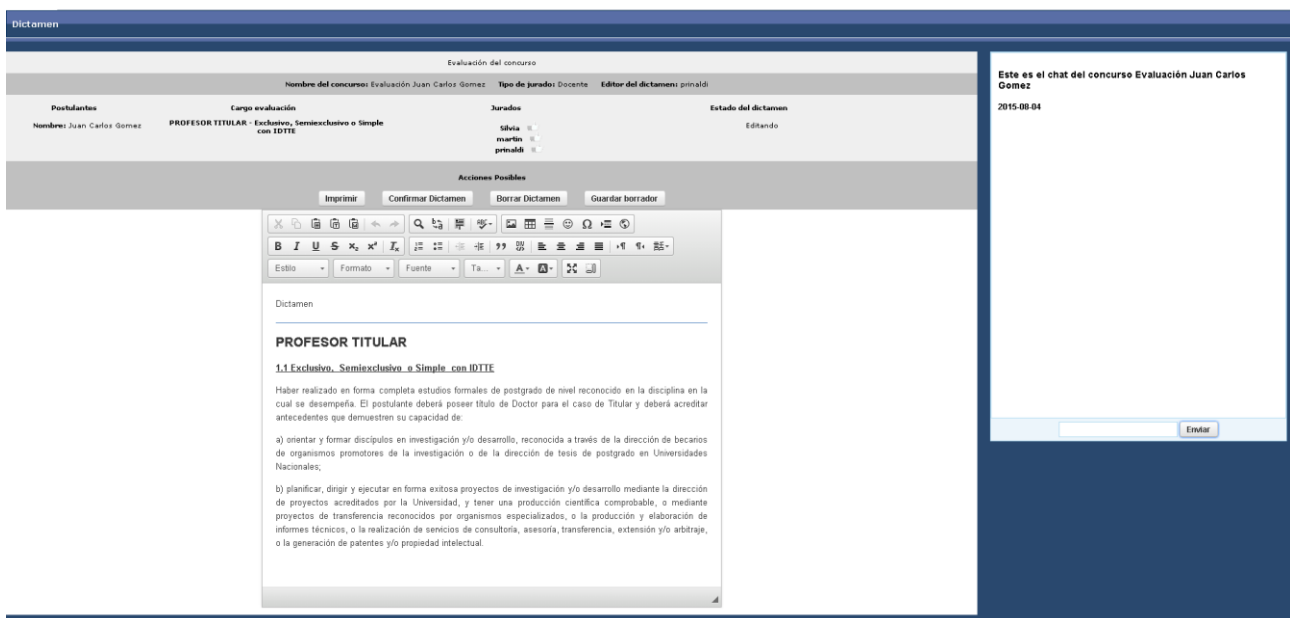 Dictamen
Evaluación del concurso
Nombre del concurso: Evaluación Juan Carlos Gomez Tipo de jurado: Docente Editor del dictamen: prinaldi
Postulantes Cargo evaluación Jurados Estado del dictamen
Nombre: Juan Carlos Gomez
PROFESOR TITULAR - Exclusivo, Semiexclusivo o Simple
con IDTTE
Silvia
martin
prinaldi
Editando
Acciones Posibles
Imprimir Confirmar Dictamen Borrar Dictamen Guardar borrador
Estilo Formato Fuente Ta...
Dictamen
PROFESOR TITULAR
1.1 Exclusivo, Semiexclusivo o Simple con IDTTE
Haber realizado en forma completa estudios formales de postgrado de nivel reconocido en la disciplina en la
cual se desempeña. El postulante deberá poseer título de Doctor para el caso de Titular y deberá acreditar
antecedentes que demuestren su capacidad de:
a) orientar y formar discípulos en investigación y/o desarrollo, reconocida a través de la dirección de becarios
de organismos promotores de la investigación o de la dirección de tesis de postgrado en Universidades
Nacionales;
b) planificar, dirigir y ejecutar en forma exitosa proyectos de investigación y/o desarrollo mediante la dirección
de proyectos acreditados por la Universidad, y tener una producción científica comprobable, o mediante
proyectos de transferencia reconocidos por organismos especializados, o la producción y elaboración de
informes técnicos, o la realización de servicios de consultoría, asesoría, transferencia, extensión y/o arbitraje,
o la generación de patentes y/o propiedad intelectual.
Este es el chat del concurso Evaluación Juan Carlos
Gomez
2015-08-04
Enviar